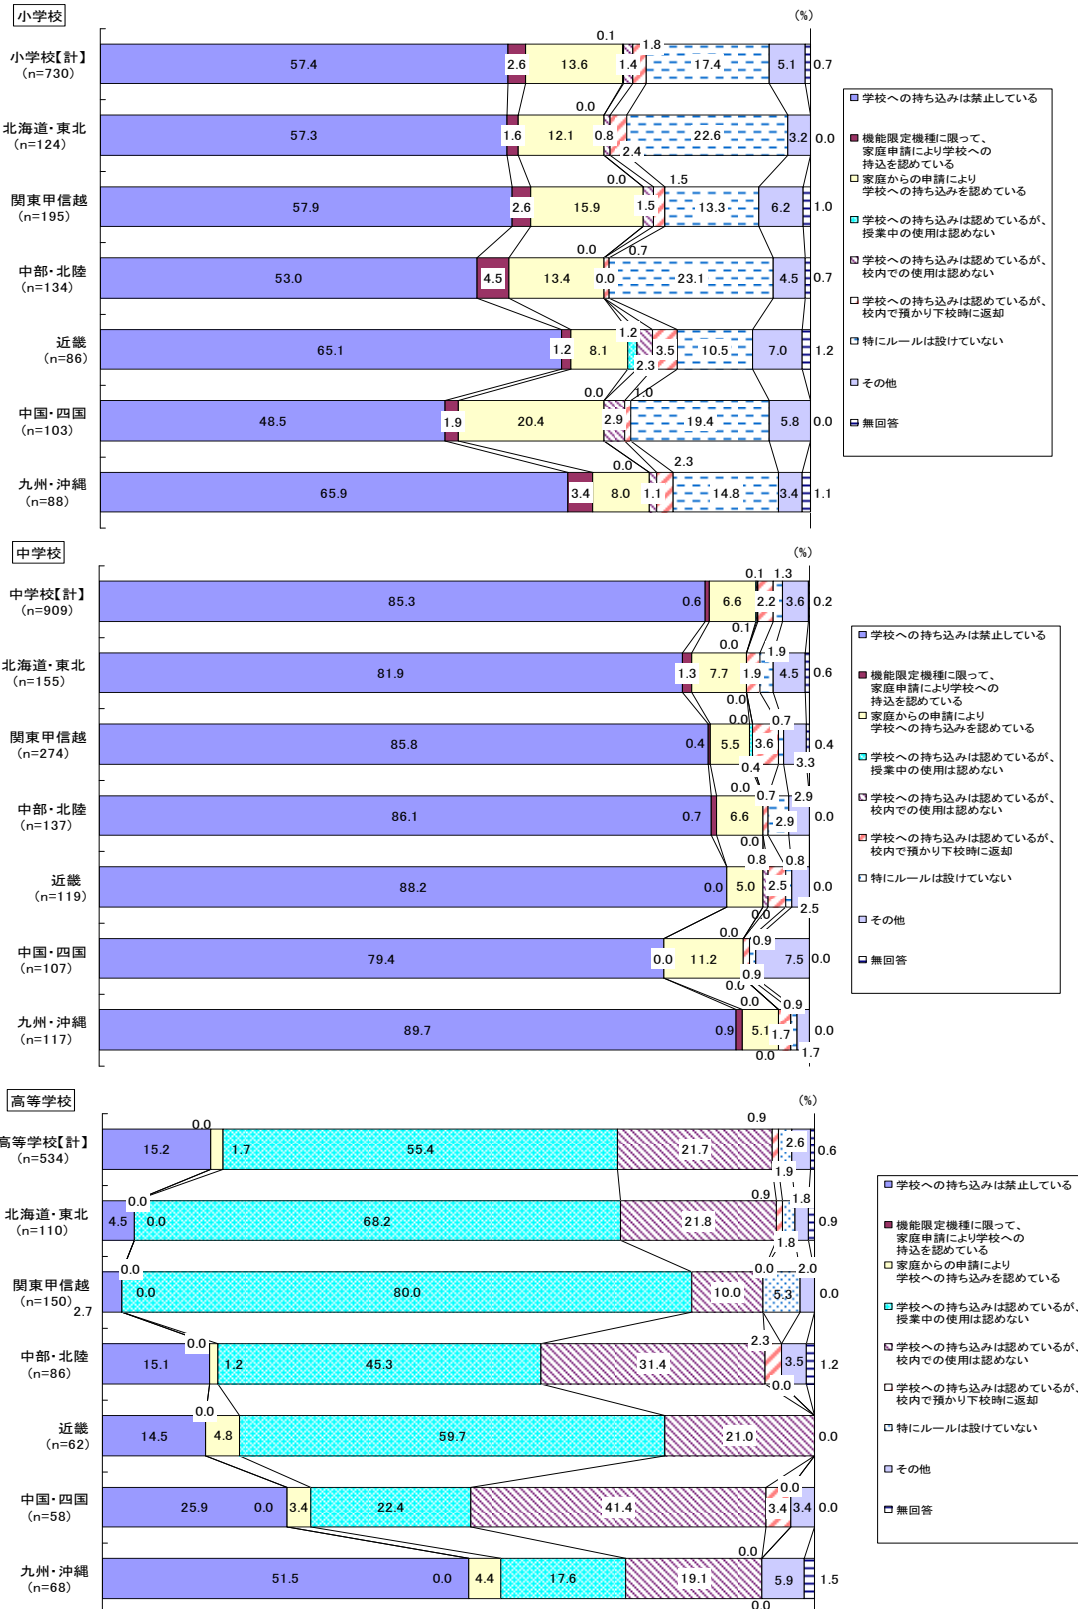 小学校
(%)
小学校【計】
(n=730)
57.4
2.6
13.6
0.1
1.4
1.8
17.4
5.1
0.7
北海道・東北
(n=124)
57.3
1.6
12.1
0.0
0.8
2.4
22.6
3.2
0.0
関東甲信越
(n=195)
57.9
2.6
15.9
0.0
1.5
1.5
13.3
6.2
1.0
中部・北陸
(n=134)
53.0
4.5
13.4
0.0
0.0
0.7
23.1
4.5
0.7
近畿
(n=86)
65.1
1.2
8.1
1.2
2.3
3.5
10.5
7.0
1.2
中国・四国
(n=103)
48.5
1.9
20.4
0.0
2.9
1.0
19.4
5.8
0.0
九州・沖縄
(n=88)
65.9
3.4
8.0
0.0
1.1
2.3
14.8
3.4
1.1
学校への持ち込みは禁止している
機能限定機種に限って、
家庭申請により学校への
持込を認めている
家庭からの申請により
学校への持ち込みを認めている
学校への持ち込みは認めているが、
授業中の使用は認めない
学校への持ち込みは認めているが、
校内での使用は認めない
学校への持ち込みは認めているが、
校内で預かり下校時に返却
特にルールは設けていない
その他
無回答
中学校
(%)
中学校【計】
(n=909)
85.3
0.6
6.6
0.1
0.1
2.2
1.3
3.6
0.2
北海道・東北
(n=155)
81.9
1.3
7.7
0.0
0.0
1.9
1.9
4.5
0.6
関東甲信越
(n=274)
85.8
0.4
5.5
0.4
0.0
3.6
0.7
3.3
0.4
中部・北陸
(n=137)
86.1
0.7
6.6
0.0
0.0
0.7
2.9
2.9
0.0
近畿
(n=119)
88.2
0.0
5.0
0.0
0.8
2.5
0.8
2.5
0.0
中国・四国
(n=107)
79.4
0.0
11.2
0.0
0.0
0.9
0.9
7.5
0.0
九州・沖縄
(n=117)
89.7
0.9
5.1
0.0
0.0
1.7
0.9
1.7
0.0
学校への持ち込みは禁止している
機能限定機種に限って、
家庭申請により学校への
持込を認めている
家庭からの申請により
学校への持ち込みを認めている
学校への持ち込みは認めているが、
授業中の使用は認めない
学校への持ち込みは認めているが、
校内での使用は認めない
学校への持ち込みは認めているが、
校内で預かり下校時に返却
特にルールは設けていない
その他
無回答
高等学校
(%)
高等学校【計】
(n=534)
15.2
0.0
1.7
55.4
21.7
0.9
1.9
2.6
0.6
北海道・東北
(n=110)
4.5
0.0
0.0
68.2
21.8
0.9
1.8
1.8
0.9
関東甲信越
(n=150)
2.7
0.0
0.0
80.0
10.0
0.0
5.3
2.0
0.0
中部・北陸
(n=86)
15.1
0.0
1.2
45.3
31.4
2.3
0.0
3.5
1.2
近畿
(n=62)
14.5
0.0
4.8
59.7
21.0
0.0
中国・四国
(n=58)
25.9
0.0
3.4
22.4
41.4
3.4
0.0
3.4
0.0
九州・沖縄
(n=68)
51.5
0.0
4.4
17.6
19.1
0.0
0.0
5.9
1.5
学校への持ち込みは禁止している
機能限定機種に限って、
家庭申請により学校への
持込を認めている
家庭からの申請により
学校への持ち込みを認めている
学校への持ち込みは認めているが、
授業中の使用は認めない
学校への持ち込みは認めているが、
校内での使用は認めない
学校への持ち込みは認めているが、
校内で預かり下校時に返却
特にルールは設けていない
その他
無回答